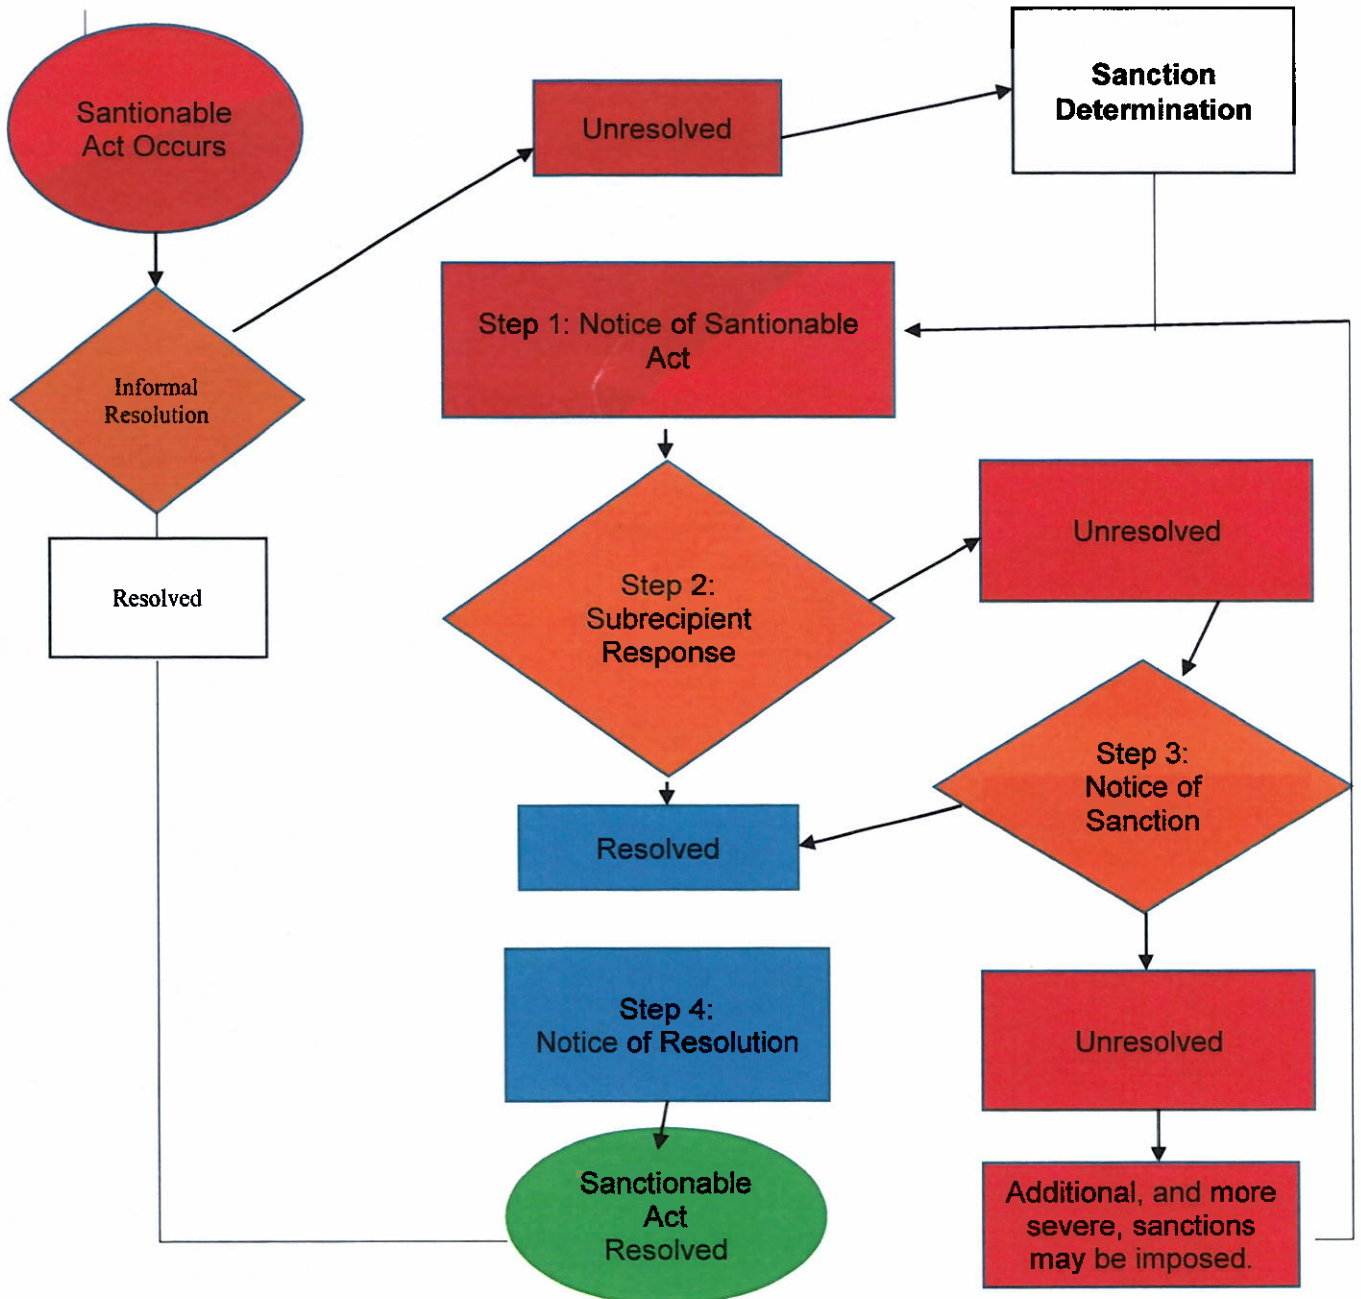 Santionable
Act Occurs
Unresolved
Sanction
Determination
Step 1: Notice of Santionable
Act
Informal
Resolution
Resolved
Step 2:
Subrecipient
Response
Unresolved
Step 3:
Notice of
Sanction
Resolved
Step 4:
Notice of Resolution
Unresolved
Sanctionable
Act
Resolved
Additional, and more
severe, sanctions
may be imposed.